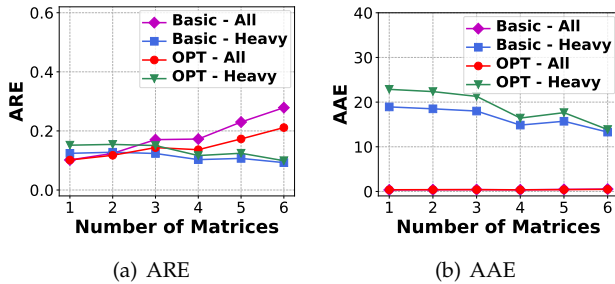 ARE
0.6
0.4
0.2
0.0
Basic - All
Basic - Heavy
OPT - All
OPT - Heavy
1 2 3 4 5 6
Number of Matrices
(a) ARE
AAE
40
30
20
10
0
Basic - All
Basic - Heavy
OPT - All
OPT - Heavy
1 2 3 4 5 6
Number of Matrices
(b) AAE